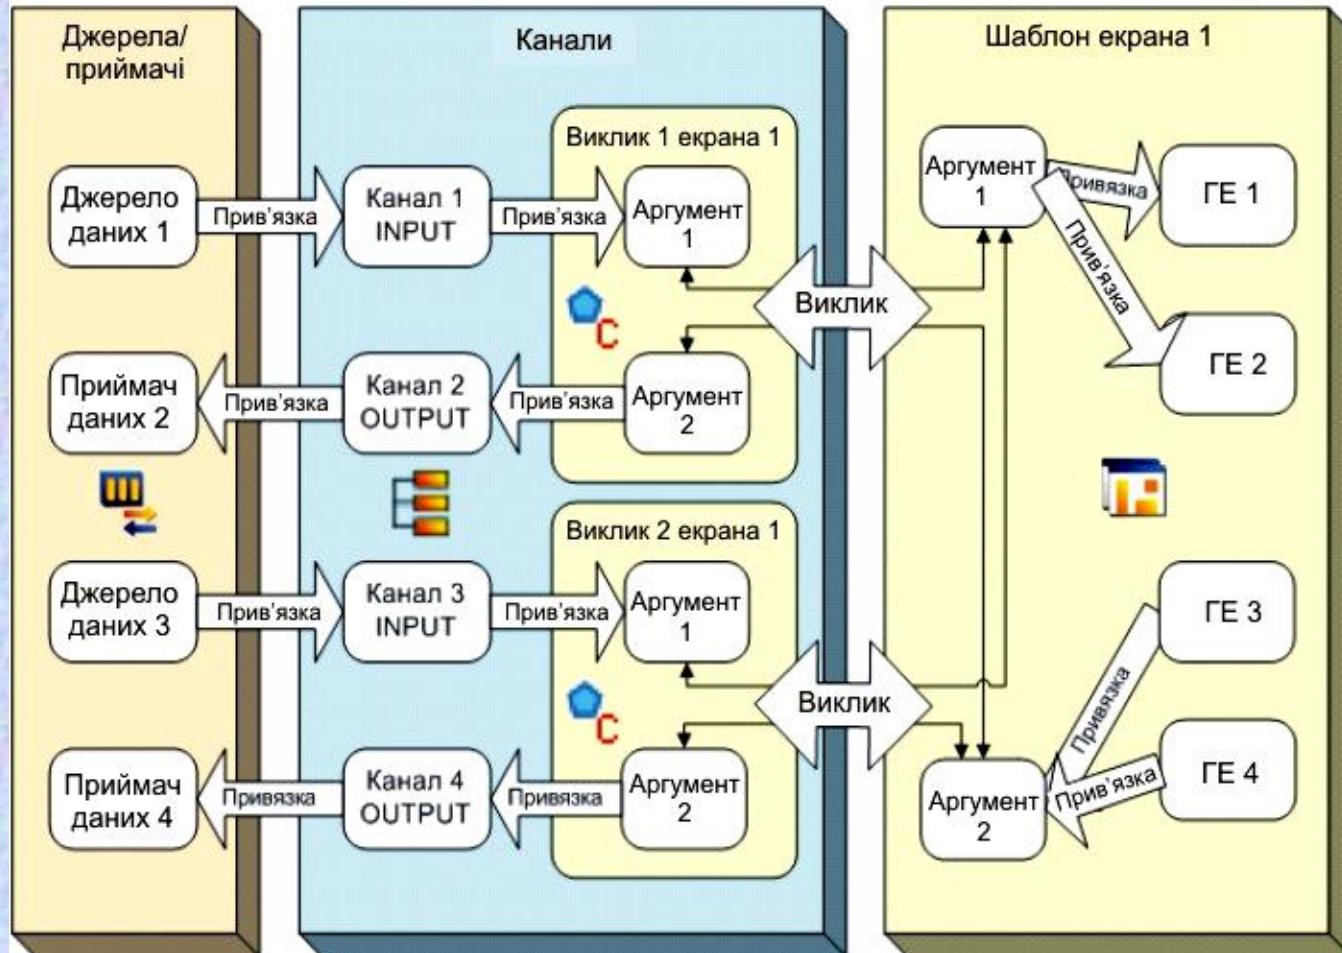 Джерела/
приймачі
Джерело
даних 1
Прив’язка
Приймач
даних 2
Прив’язка
Джерело
даних 3
Прив’язка
Приймач
даних 4
Привязка
Канали
Канал 1
INPUT
Прив’язка
Канал 2
OUTPUT
Прив’язка
Канал 3
INPUT
Прив’язка
Канал 4
OUTPUT
Привязка
Виклик 1 екрана 1
Аргумент
1
С
Аргумент
2
Виклик 2 екрана 1
Аргумент
1
С
Аргумент
2
Виклик
Виклик
Шаблон екрана 1
Аргумент
1
Привязка
ГЕ 1
Прив’язка
ГЕ 2
ГЕ 3
Привязка
ГЕ 4
Прив’язка
Аргумент
2